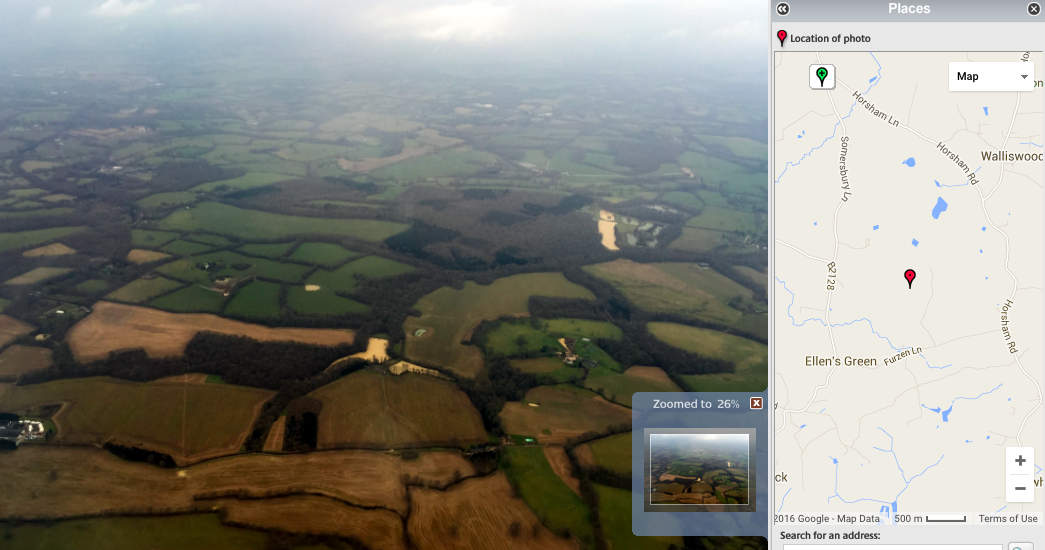 Places
Location of photo
Map
Horsham Ln
Somersbury Ln
Horsham Rd
Walliswood
B2128
Horsham Rd
Ellen's Green
Furzen Ln
Zoomed to 26%
ck
2016 Google - Map Data
500 m
Terms of Use
Search for an address: